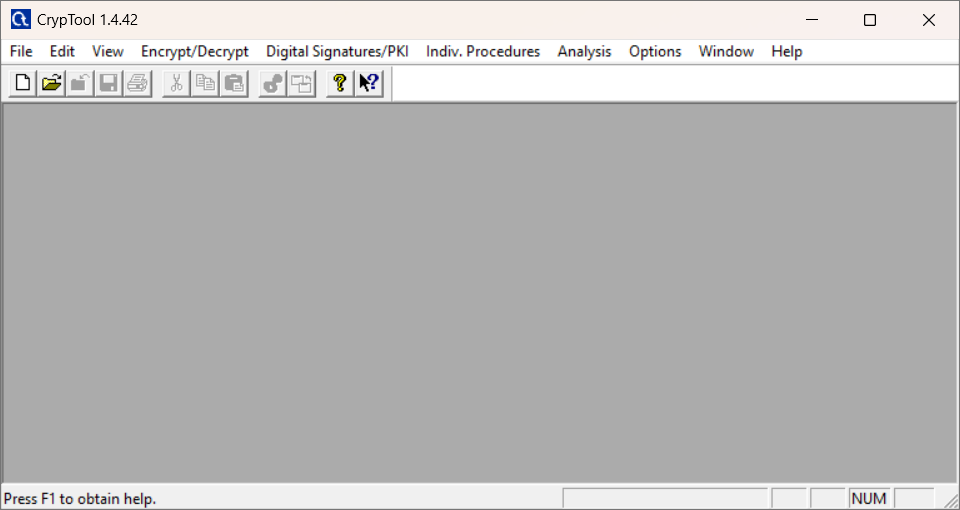 CrypTool 1.4.42
File Edit View Encrypt/Decrypt Digital Signatures/PKI Indiv. Procedures Analysis Options Window Help
Press F1 to obtain help. NUM